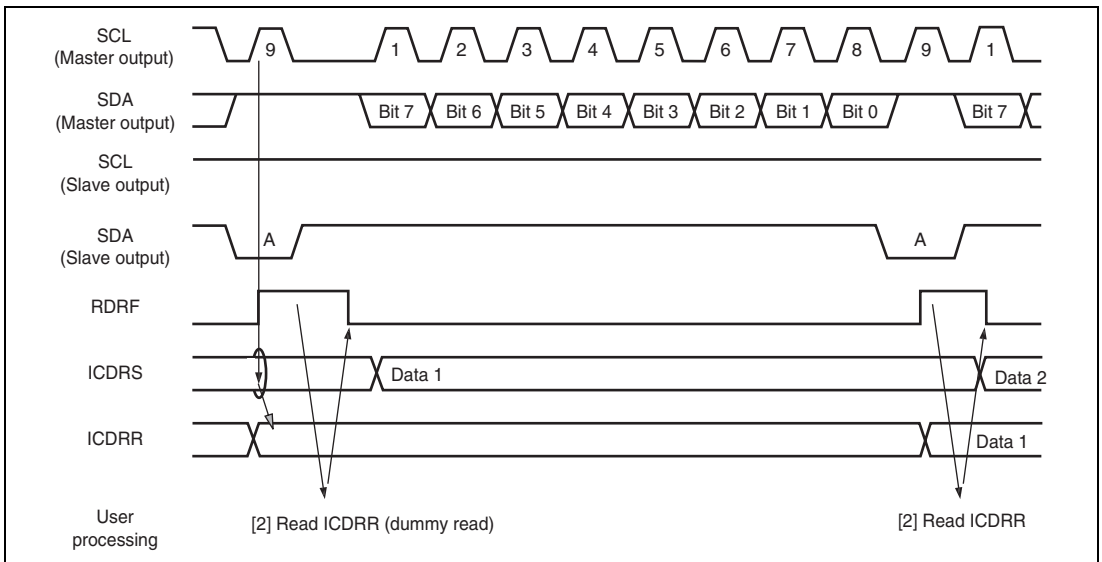 SCL
(Master output)
9 1 2 3 4 5 6 7 8 9 1
SDA
(Master output)
Bit 7 Bit 6 Bit 5 Bit 4 Bit 3 Bit 2 Bit 1 Bit 0 Bit 7
SCL
(Slave output)
SDA
(Slave output)
A A
RDRF
ICDRS
Data 1 Data 2
ICDRR
Data 1
User
processing
[2] Read ICDRR (dummy read) [2] Read ICDRR